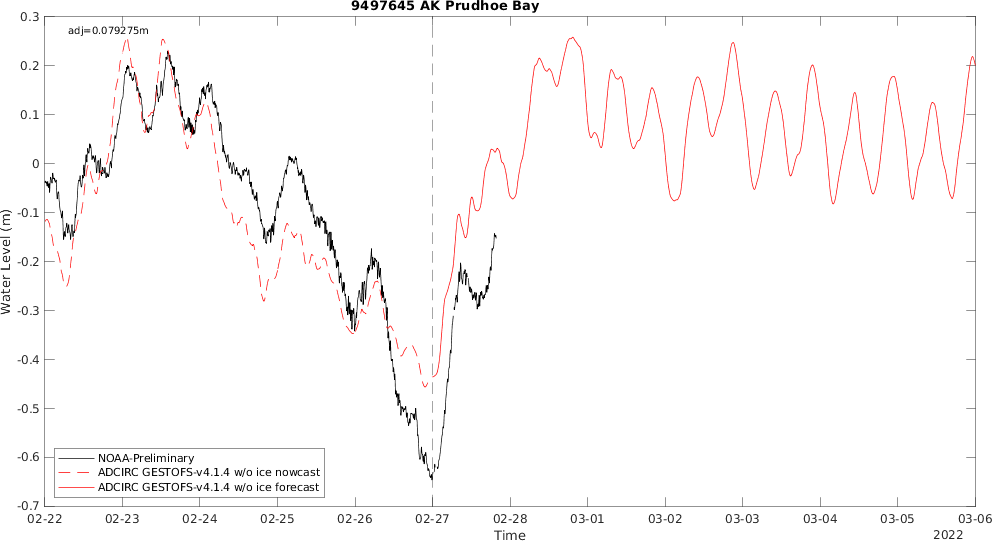 9497645 AK Prudhoe Bay
adj=0.079275m
0.3
0.2
0.1
0
-0.1
-0.2
-0.3
-0.4
-0.5
-0.6
-0.7
Water Level (m)
NOAA-Preliminary
ADCIRC GESTOFS-v4.1.4 w/o ice nowcast
ADCIRC GESTOFS-v4.1.4 w/o ice forecast
02-22 02-23 02-24 02-25 02-26 02-27 02-28 03-01 03-02 03-03 03-04 03-05 03-06
Time
2022